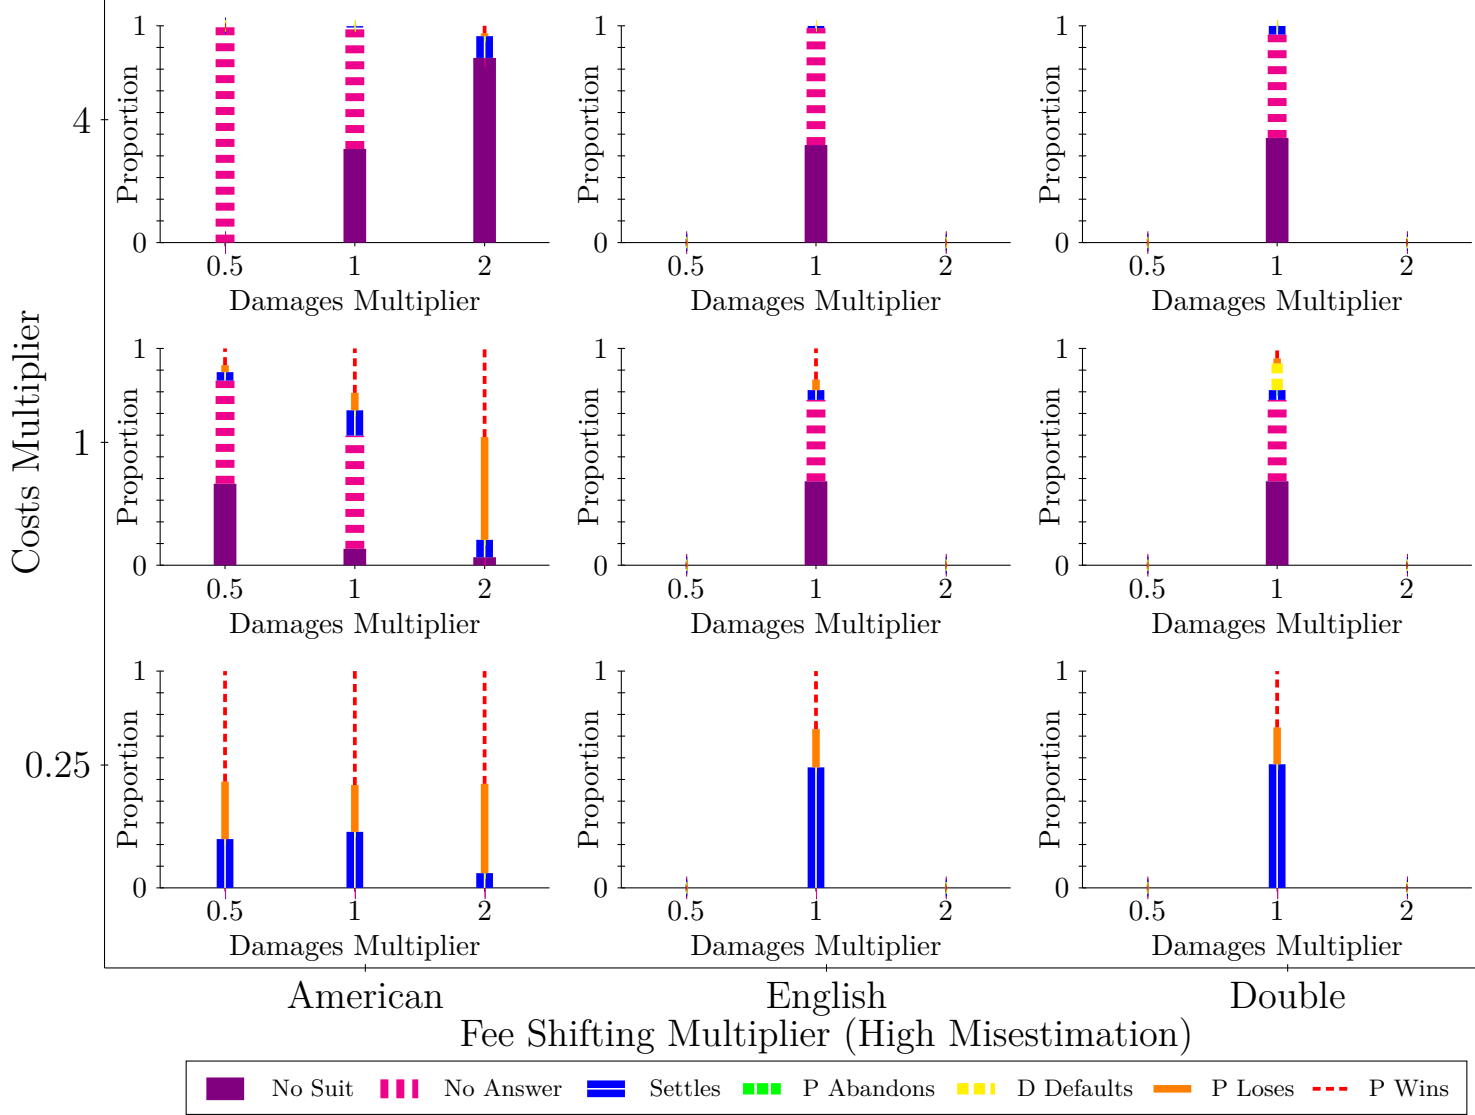 1
Proportion
0
0.5 1 2
Damages Multiplier
1
Proportion
0
0.5 1 2
Damages Multiplier
1
Proportion
0
0.5 1 2
Damages Multiplier
4
1
Proportion
0
0.5 1 2
Damages Multiplier
1
Proportion
0
0.5 1 2
Damages Multiplier
1
Proportion
0
0.5 1 2
Damages Multiplier
1
Costs Multiplier
1
Proportion
0
0.5 1 2
Damages Multiplier
1
Proportion
0
0.5 1 2
Damages Multiplier
1
Proportion
0
0.5 1 2
Damages Multiplier
0.25
American English Double
Fee Shifting Multiplier (High Misestimation)
No Suit No Answer Settles P Abandons D Defaults P Loses P Wins